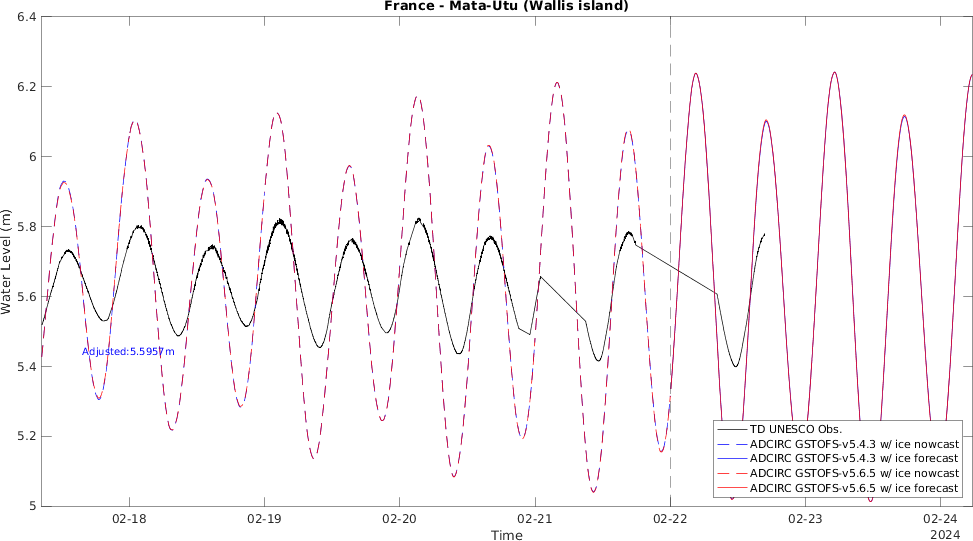 France - Mata-Utu (Wallis island)
6.4
6.2
6
5.8
5.6
5.4
5.2
5
Water Level (m)
Adjusted:5.5957m
TD UNESCO Obs.
ADCIRC GSTOFS-v5.4.3 w/ ice nowcast
ADCIRC GSTOFS-v5.4.3 w/ ice forecast
ADCIRC GSTOFS-v5.6.5 w/ ice nowcast
ADCIRC GSTOFS-v5.6.5 w/ ice forecast
02-18 02-19 02-20 02-21 02-22 02-23 02-24
Time
2024